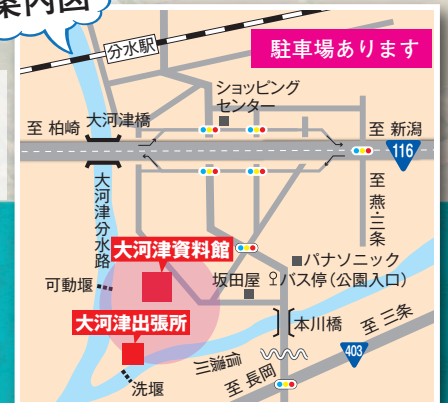 案内図
分水駅
駐車場あります
ショッピング
センター
至 柏崎
大河津橋
至 新潟
116
大河津分水路
至 燕・三条
大河津資料館
パナソニック
可動堰
坂田屋
バス停(公園入口)
大河津出張所
本川橋
至 三条
信濃川
403
洗堰
至 長岡